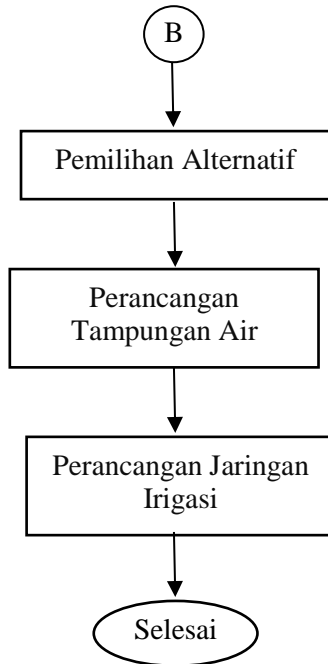 B
Pemilihan Alternatif
Perancangan
Tampungan Air
Perancangan Jaringan
Irigasi
Selesai